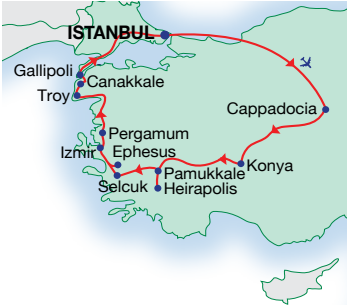 ISTANBUL
Gallipoli
Canakkale
Troy
Cappadocia
Pergamum
Izmir
Ephesus
Konya
Pamukkale
Selcuk
Heirapolis